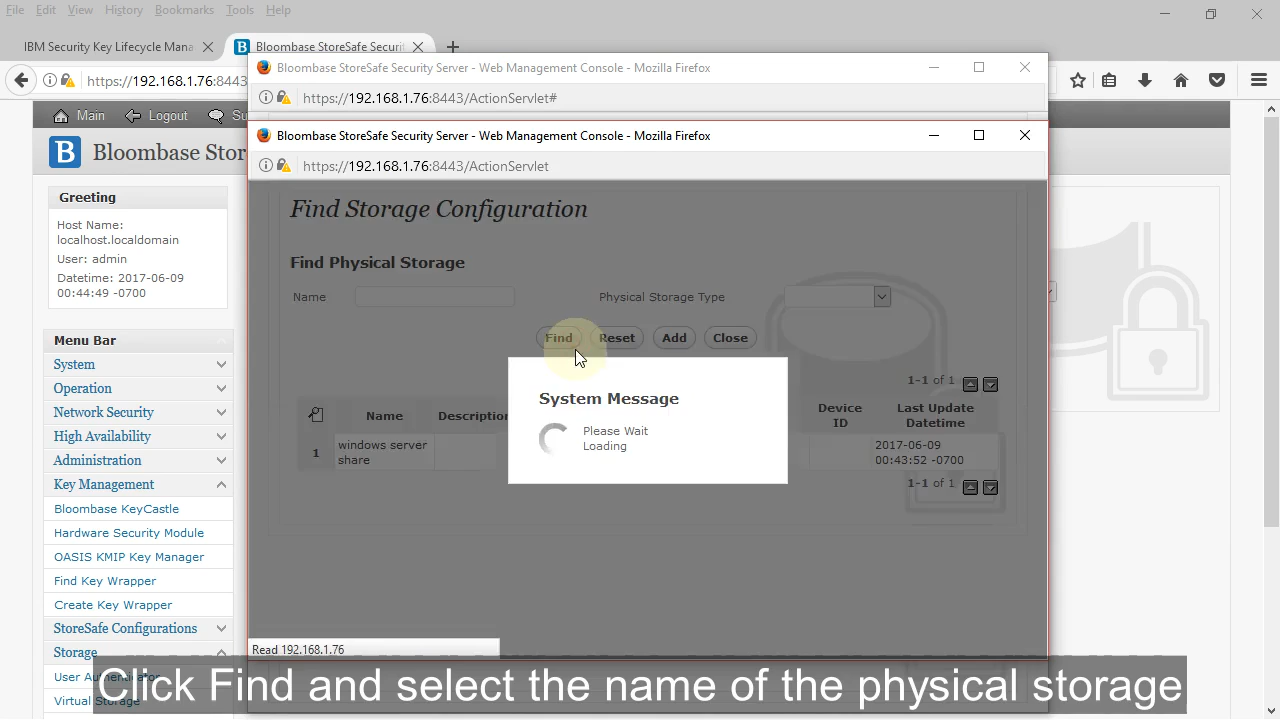 File Edit View History Bookmarks Tools Help
IBM Security Key Lifecycle Mana
Bloombase StoreSafe Securit
https://192.168.1.76:8443
Bloombase StoreSafe Security Server - Web Management Console - Mozilla Firefox
https://192.168.1.76:8443/ActionServlet#
Main Logout Su
B Bloombase Stor
Bloombase StoreSafe Security Server - Web Management Console - Mozilla Firefox
https://192.168.1.76:8443/ActionServlet
Greeting
Host Name:
localhost.localdomain
User: admin
Datetime: 2017-06-09
00:44:49 -0700
Menu Bar
System
Operation
Network Security
High Availability
Administration
Key Management
Bloombase KeyCastle
Hardware Security Module
OASIS KMIP Key Manager
Find Key Wrapper
Create Key Wrapper
StoreSafe Configurations
Storage
User Authenticator
Virtual Storage
Find Storage Configuration
Find Physical Storage
Name Physical Storage Type
Find Reset Add Close
1-1 of 1
Name Description Device ID Last Update Datetime
1 windows server share 2017-06-09 00:43:52 -0700
1-1 of 1
System Message
Please Wait
Loading
Read 192.168.1.76
Click Find and select the name of the physical storage